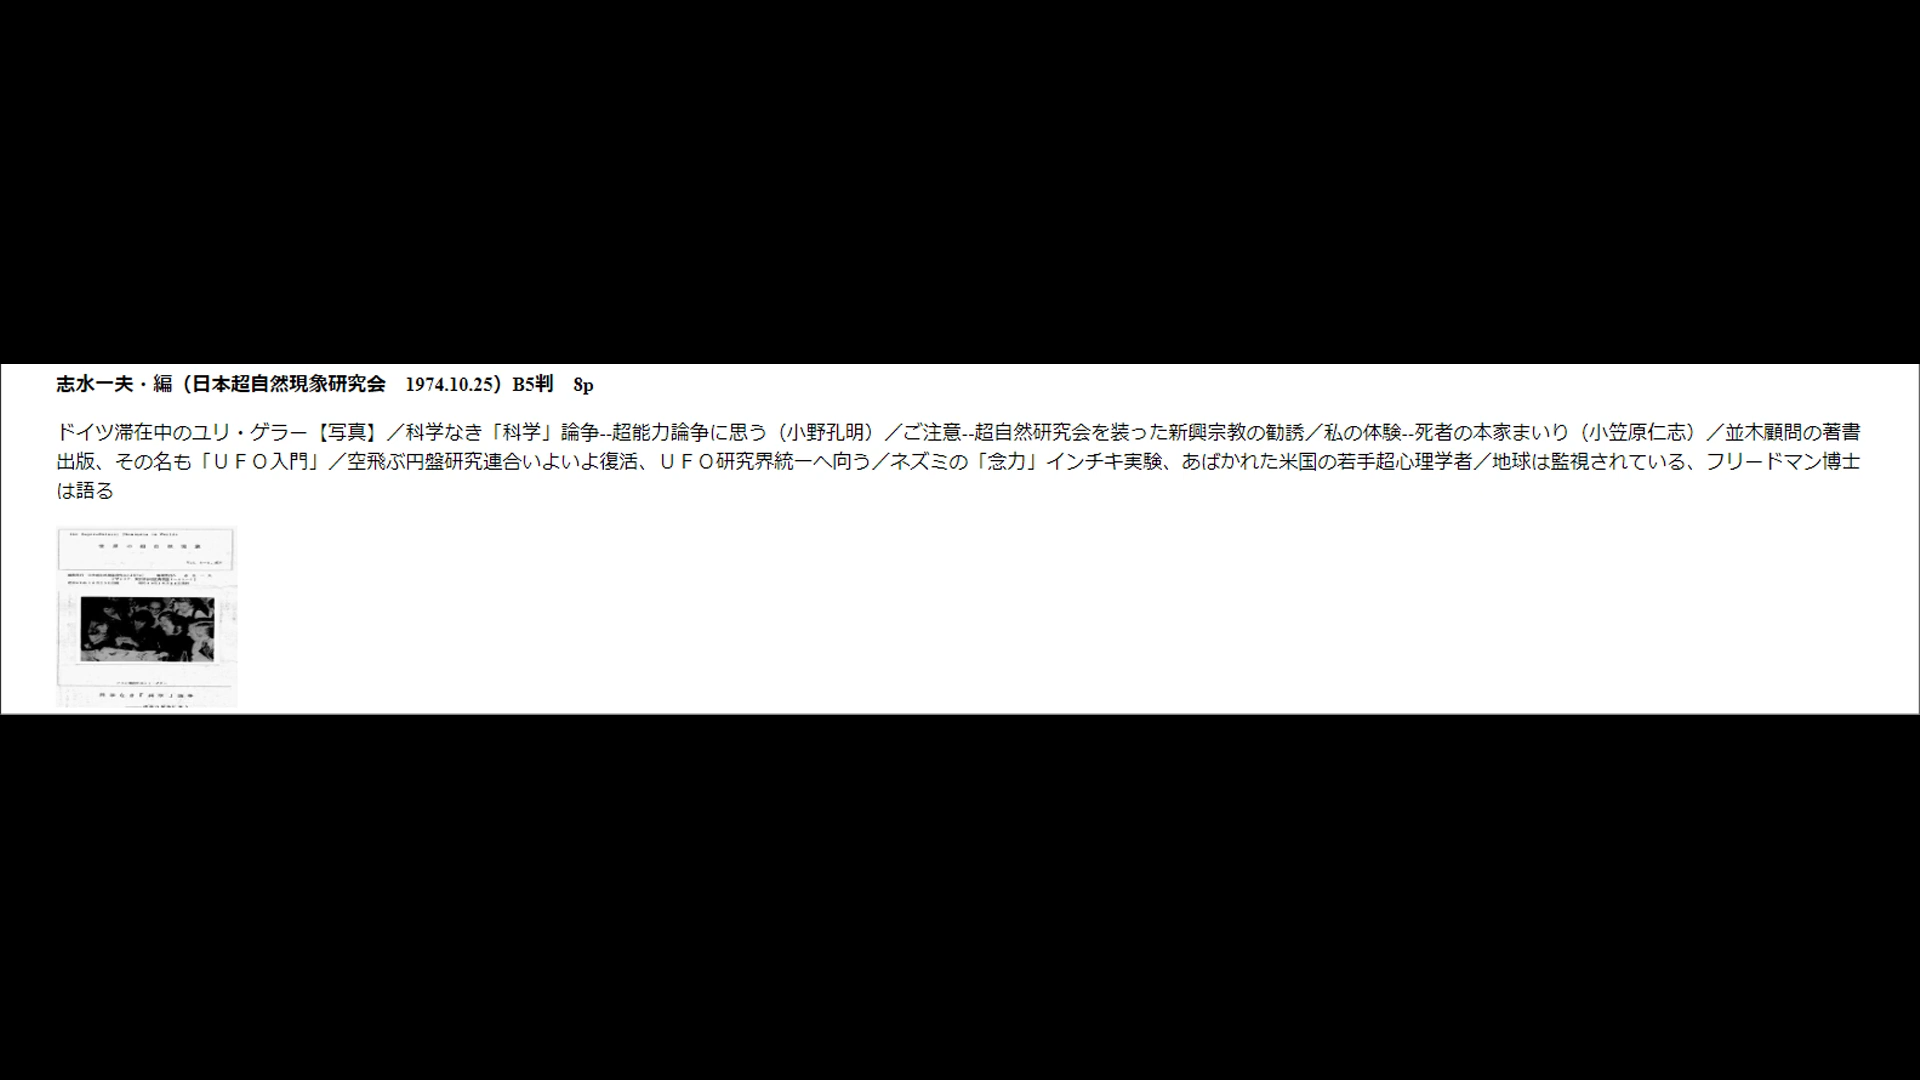 志水一夫・編（日本超自然現象研究会　1974.10.25）B5判　8p
ドイツ滞在中のユリ・ゲラー【写真】／科学なき「科学」論争--超能力論争に思う（小野孔明）／ご注意--超自然研究会を装った新興宗教の勧誘／私の体験--死者の本家まいり（小笠原仁志）／並木顧問の著書
出版、その名も「ＵＦＯ入門」／空飛ぶ円盤研究連合いよいよ復活、ＵＦＯ研究界統一へ向う／ネズミの「念力」インチキ実験、あばかれた米国の若手超心理学者／地球は監視されている、フリードマン博士
は語る